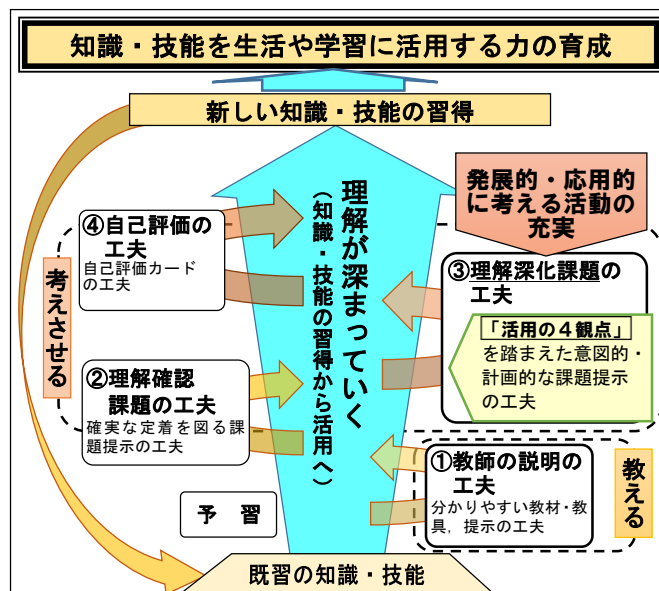 知識・技能を生活や学習に活用する力の育成
新しい知識・技能の習得
発展的・応用的
に考える活動の
充実
理解が深まっていく
（知識・技能の習得から活用へ）
④自己評価の
工夫
自己評価カード
の工夫
考えさせる
③理解深化課題の
工夫
「活用の４観点」
を踏まえた意図的・
計画的な課題提示
の工夫
②理解確認
課題の工夫
確実な定着を図る課
題提示の工夫
①教師の説明の
工夫
分かりやすい教材・教
具，提示の工夫
教える
予　習
既習の知識・技能